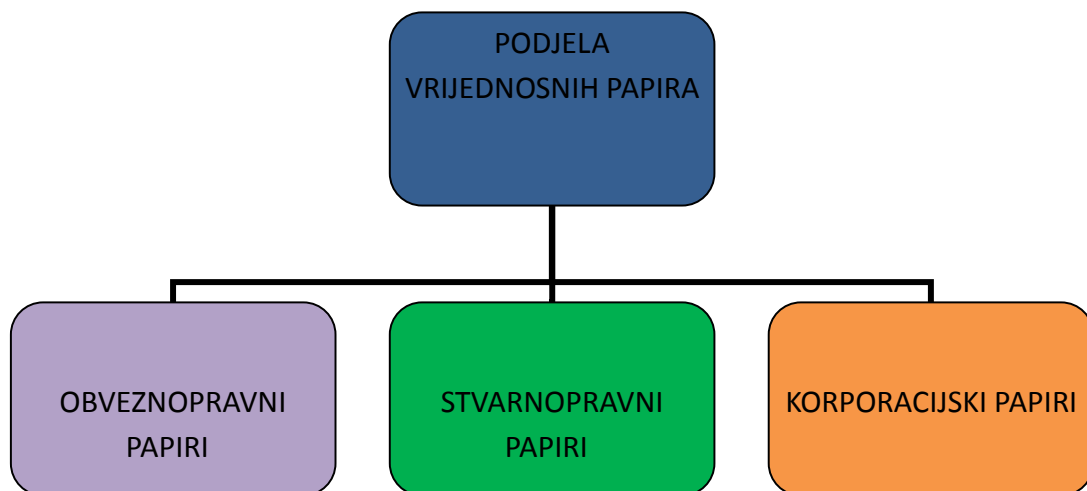 PODJELA
VRIJEDNOSNIH PAPIRA
OBVEZNOPRAVNI
PAPIRI
STVARNOPRAVNI
PAPIRI
KORPORACIJSKI PAPIRI